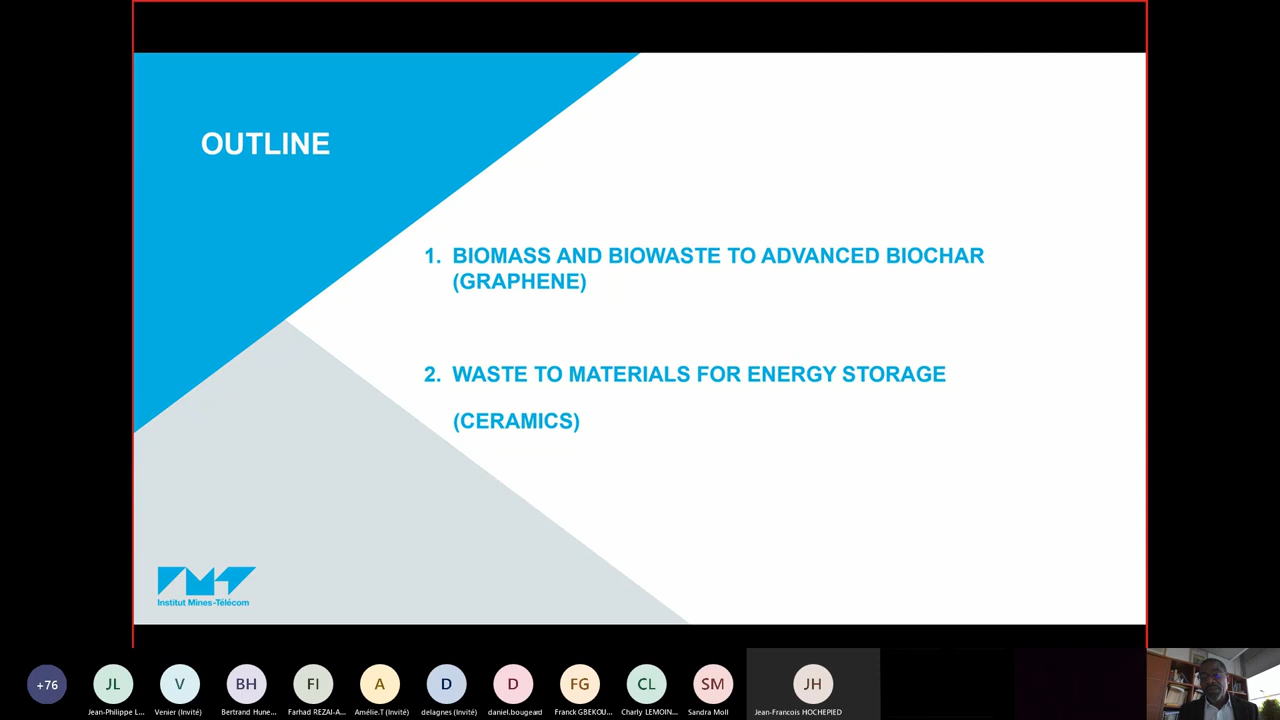 OUTLINE
1. BIOMASS AND BIOWASTE TO ADVANCED BIOCHAR
(GRAPHENE)
2. WASTE TO MATERIALS FOR ENERGY STORAGE
(CERAMICS)
IMT
Institut Mines-Télécom
+76
JL
V
BH
FI
A
D
D
FG
CL
SM
JH
Jean-Philippe L...
Venier (Invité)
Bertrand Hune...
Farhad REZAI-A...
Amélie.T (Invité)
delagnes (Invité)
daniel.bougeard
Franck GBEKOU...
Charly LEMOIN...
Sandra Moll
Jean-Francois HOCHEPIED